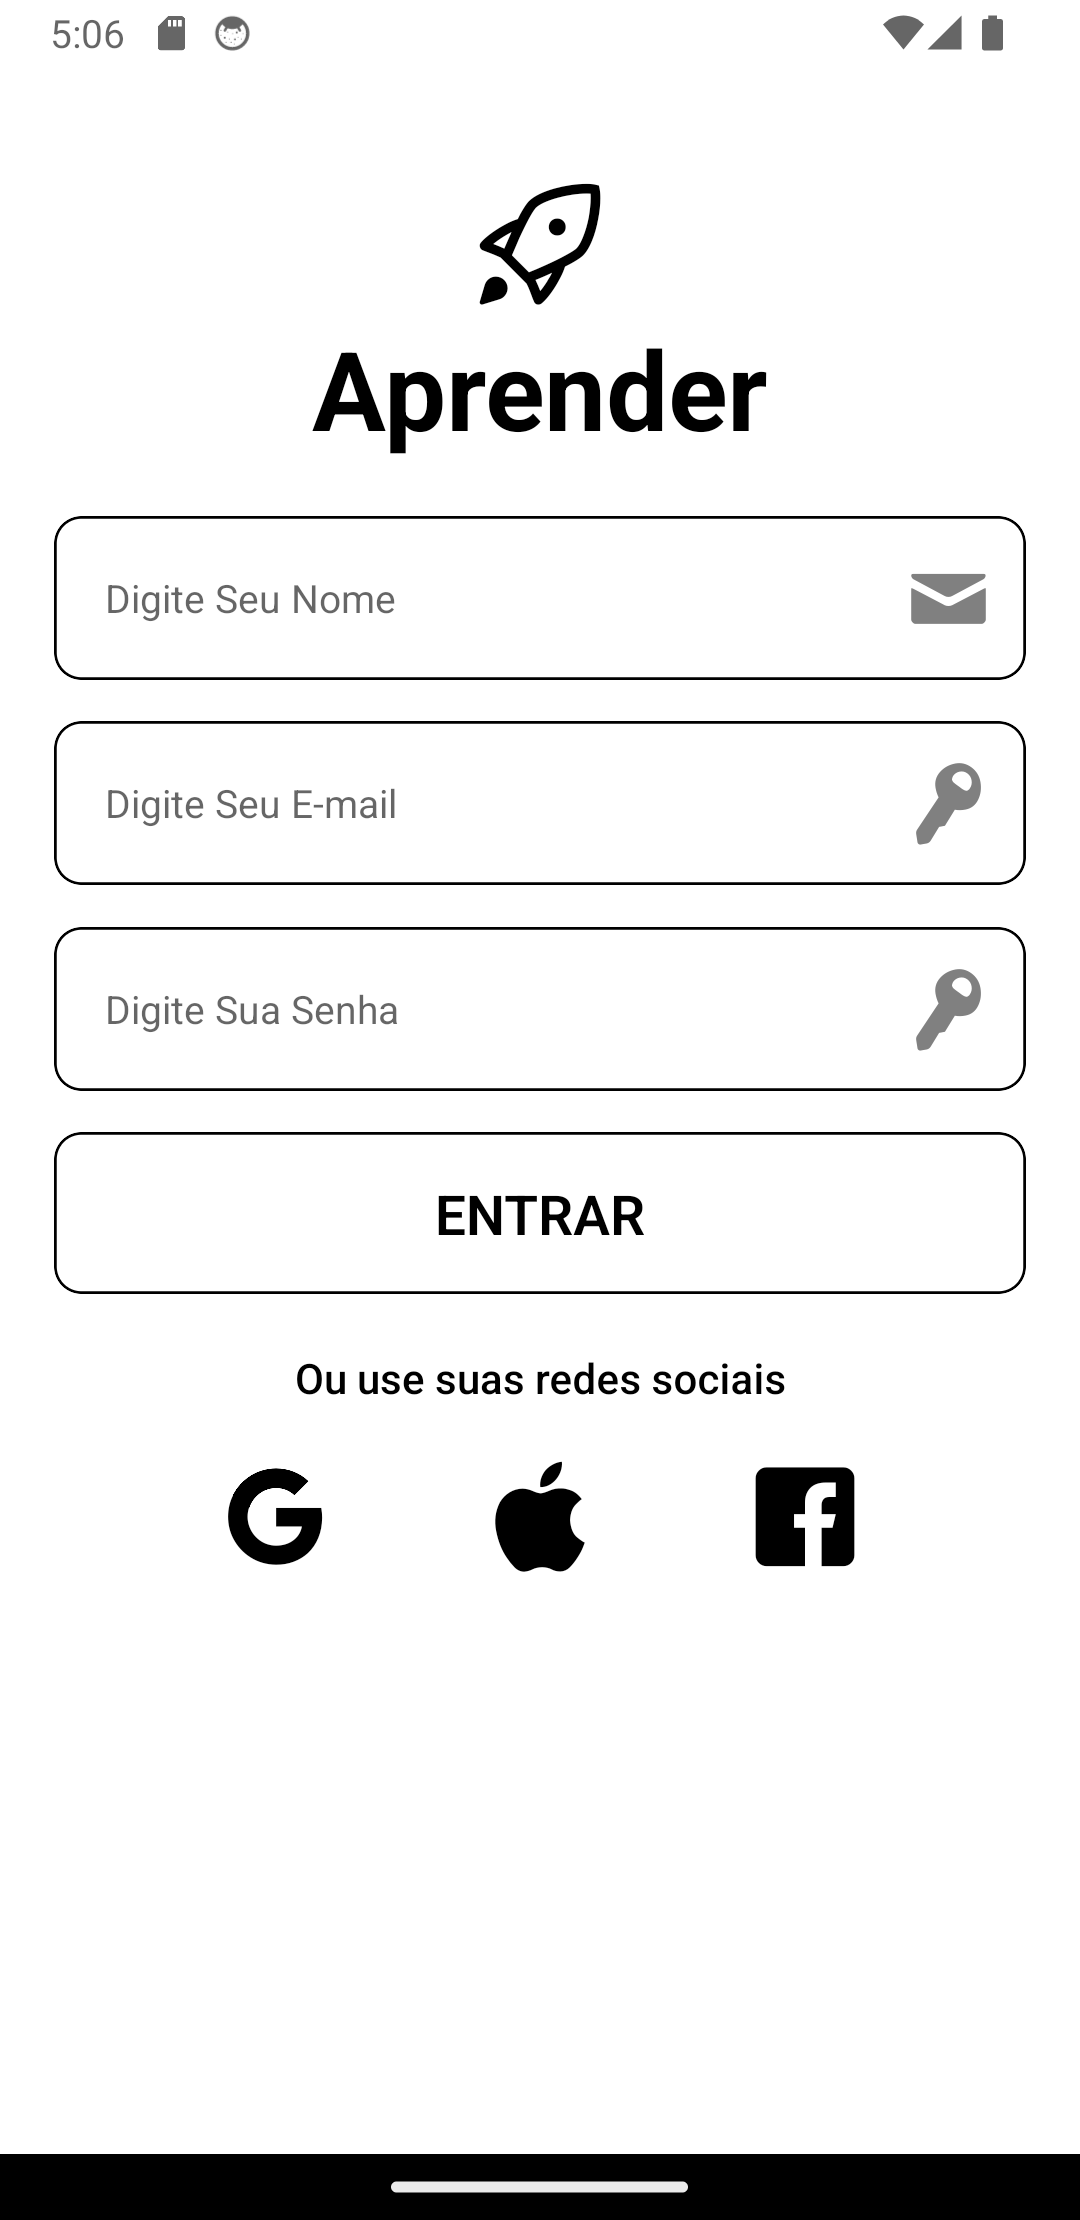 5:06
Aprender
Digite Seu Nome
Digite Seu E-mail
Digite Sua Senha
ENTRAR
Ou use suas redes sociais